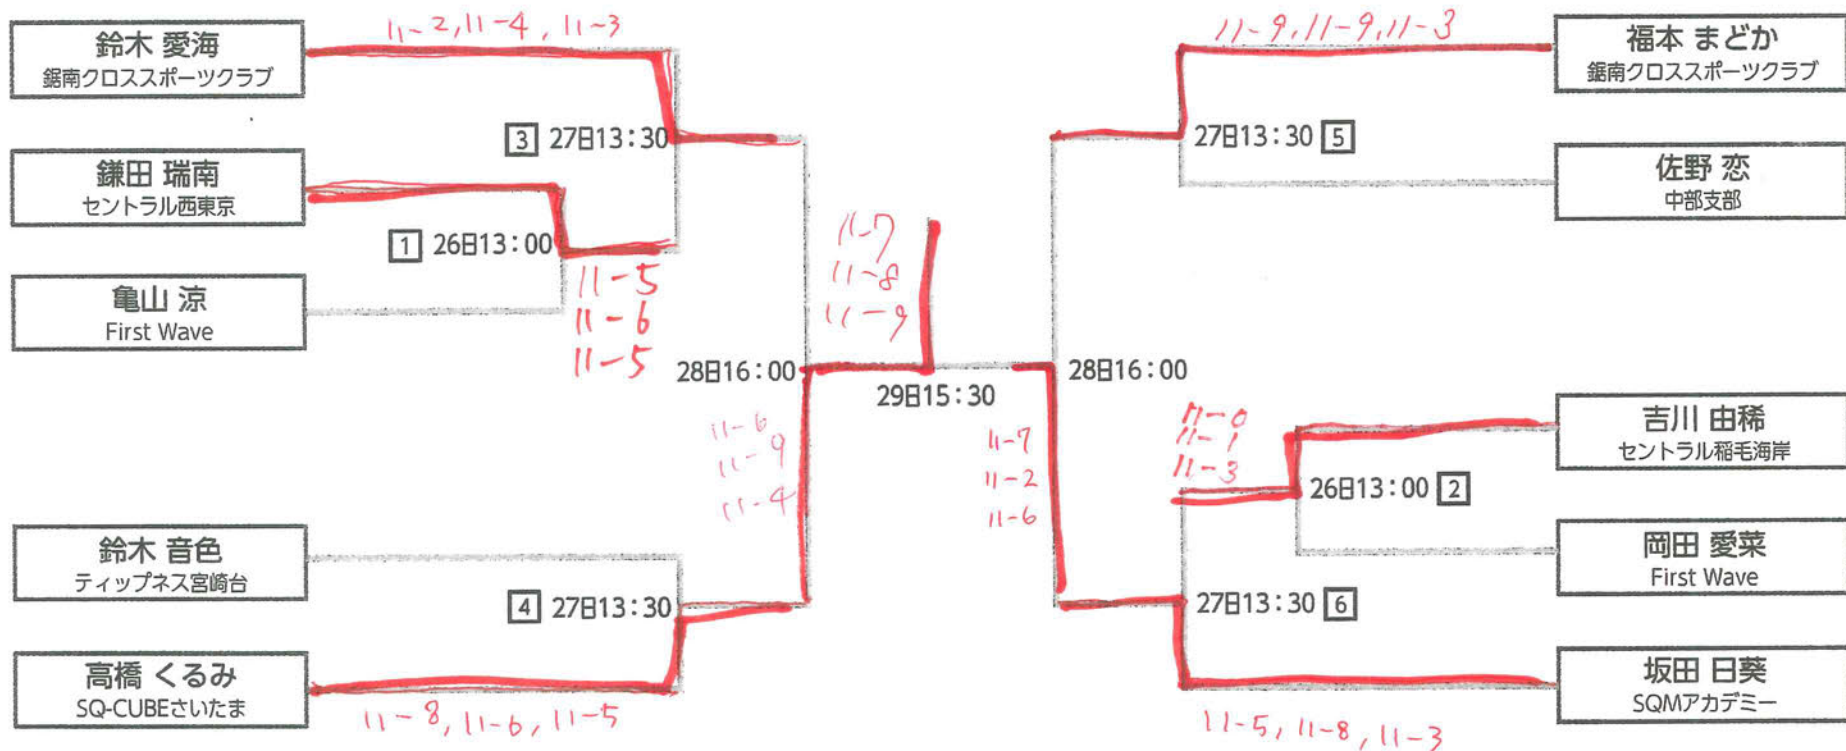 11-2, 11-4, 11-3
鈴木 愛海
鋸南クロススポーツクラブ
3 27日13:30
鎌田 瑞南
セントラル西東京
1 26日13:00
亀山 涼
First Wave
11-5
11-6
11-5
28日16:00
11-6
11-9
11-4
鈴木 音色
ティップネス宮崎台
4 27日13:30
高橋 くるみ
SQ-CUBEさいたま
11-8, 11-6, 11-5
11-7
11-8
11-9
29日15:30
11-9, 11-9, 11-3
福本 まどか
鋸南クロススポーツクラブ
27日13:30 5
佐野 恋
中部支部
28日16:00
11-7
11-2
11-6
11-0
11-1
11-3
吉川 由稀
セントラル稲毛海岸
26日13:00 2
岡田 愛菜
First Wave
27日13:30 6
坂田 日葵
SQMアカデミー
11-5, 11-8, 11-3